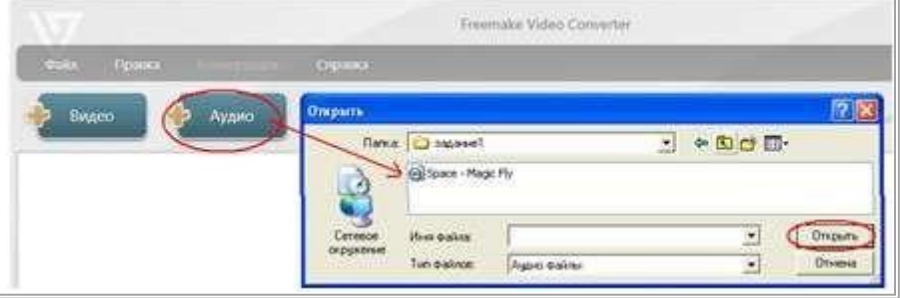 Freemake Video Converter
Файл Правка Конвертация Справка
Видео Аудио
Открыть
Папка: задание1
Space - Magic Fly
Сетевое окружение
Имя файла: Открыть
Тип файлов: Аудио файлы Отмена